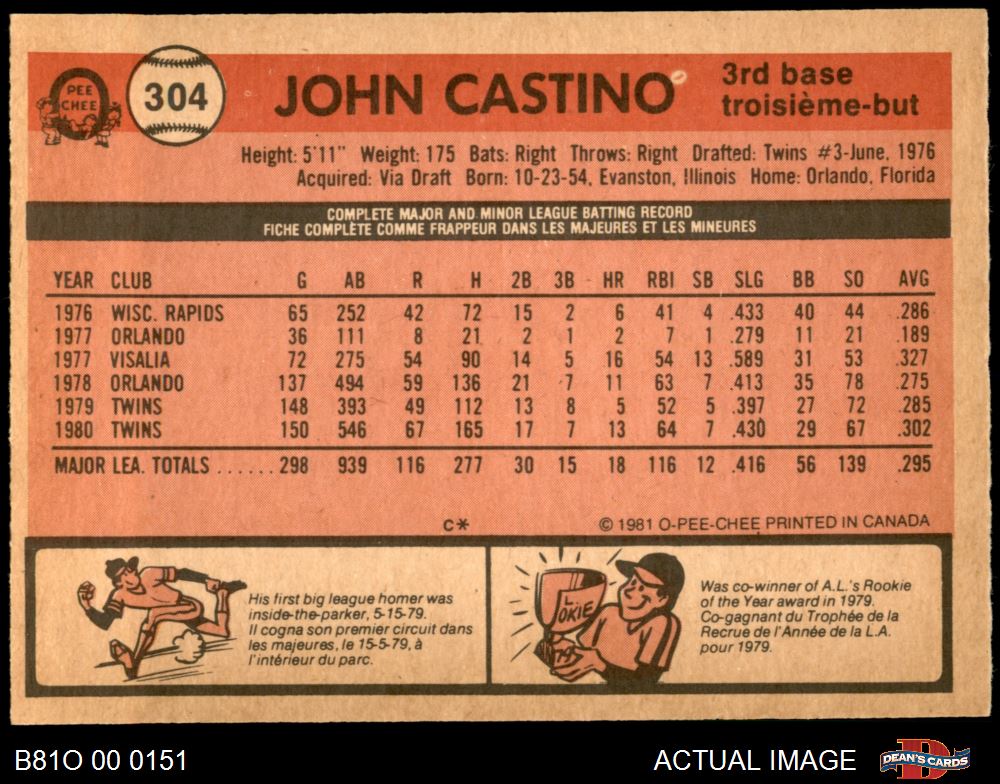 PEE
CHEE
304
JOHN CASTINO
3rd base
troisième-but
Height: 5'11" Weight: 175 Bats: Right Throws: Right Drafted: Twins #3-June, 1976
Acquired: Via Draft Born: 10-23-54, Evanston, Illinois Home: Orlando, Florida
COMPLETE MAJOR AND MINOR LEAGUE BATTING RECORD
FICHE COMPLÈTE COMME FRAPPEUR DANS LES MAJEURES ET LES MINEURES
YEAR CLUB G AB R H 2B 3B HR RBI SB SLG BB SO AVG
1976 WISC. RAPIDS 65 252 42 72 15 2 6 41 4 .433 40 44 .286
1977 ORLANDO 36 111 8 21 2 1 2 7 1 .279 11 21 .189
1977 VISALIA 72 275 54 90 14 5 16 54 13 .589 31 53 .327
1978 ORLANDO 137 494 59 136 21 7 11 63 7 .413 35 78 .275
1979 TWINS 148 393 49 112 13 8 5 52 5 .397 27 72 .285
1980 TWINS 150 546 67 165 17 7 13 64 7 .430 29 67 .302
MAJOR LEA. TOTALS ...... 298 939 116 277 30 15 18 116 12 .416 56 139 .295
C* © 1981 O-PEE-CHEE PRINTED IN CANADA
His first big league homer was
inside-the-parker, 5-15-79.
Il cogna son premier circuit dans
les majeures, le 15-5-79, à
l'intérieur du parc.
L.
OKIE
'79
Was co-winner of A.L.'s Rookie
of the Year award in 1979.
Co-gagnant du Trophée de la
Recrue de l'Année de la L.A.
pour 1979.
B81O 00 0151
ACTUAL IMAGE
DEAN'S CARDS